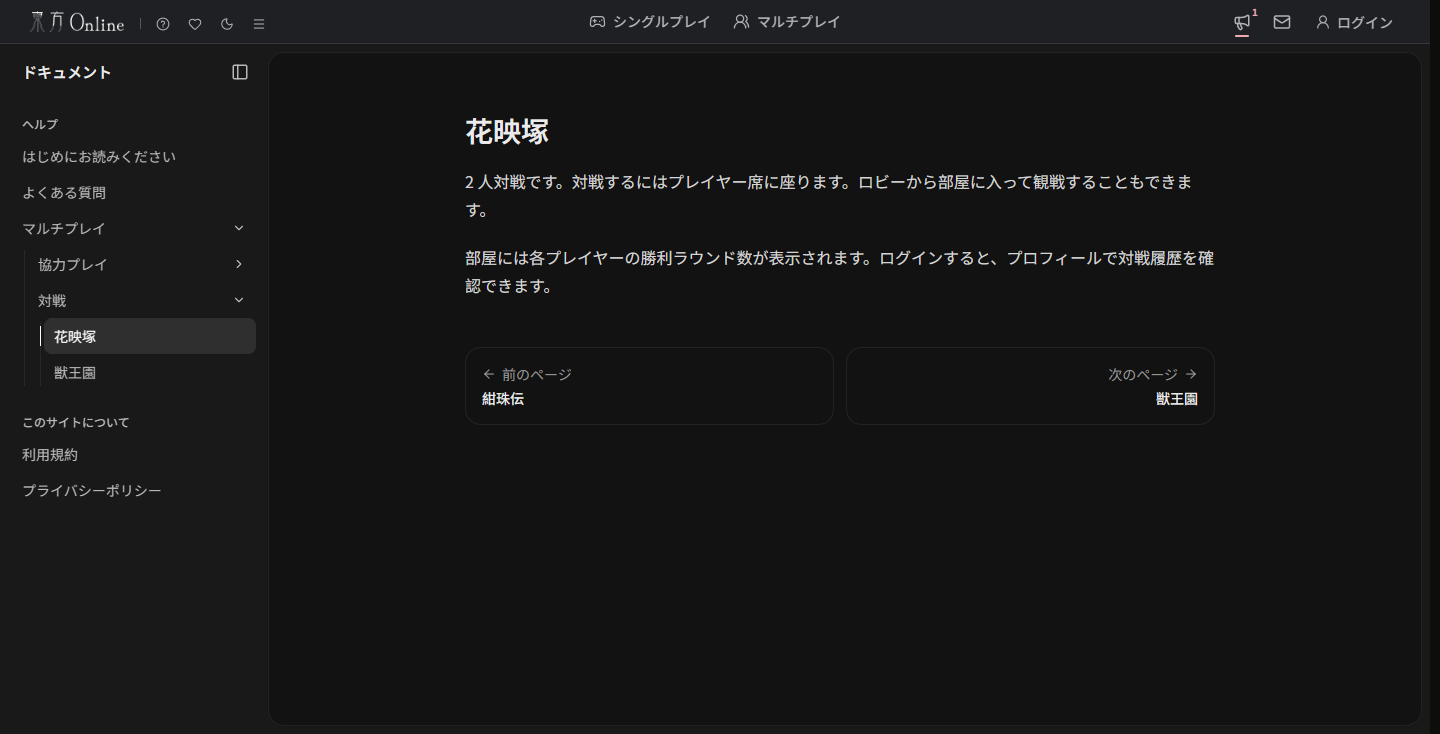 東方Online
シングルプレイ
マルチプレイ
1
ログイン
ドキュメント
ヘルプ
はじめにお読みください
よくある質問
マルチプレイ
協力プレイ
対戦
花映塚
獣王園
このサイトについて
利用規約
プライバシーポリシー
花映塚
2 人対戦です。対戦するにはプレイヤー席に座ります。ロビーから部屋に入って観戦することもできま
す。
部屋には各プレイヤーの勝利ラウンド数が表示されます。ログインすると、プロフィールで対戦履歴を確
認できます。
← 前のページ
紺珠伝
次のページ →
獣王園